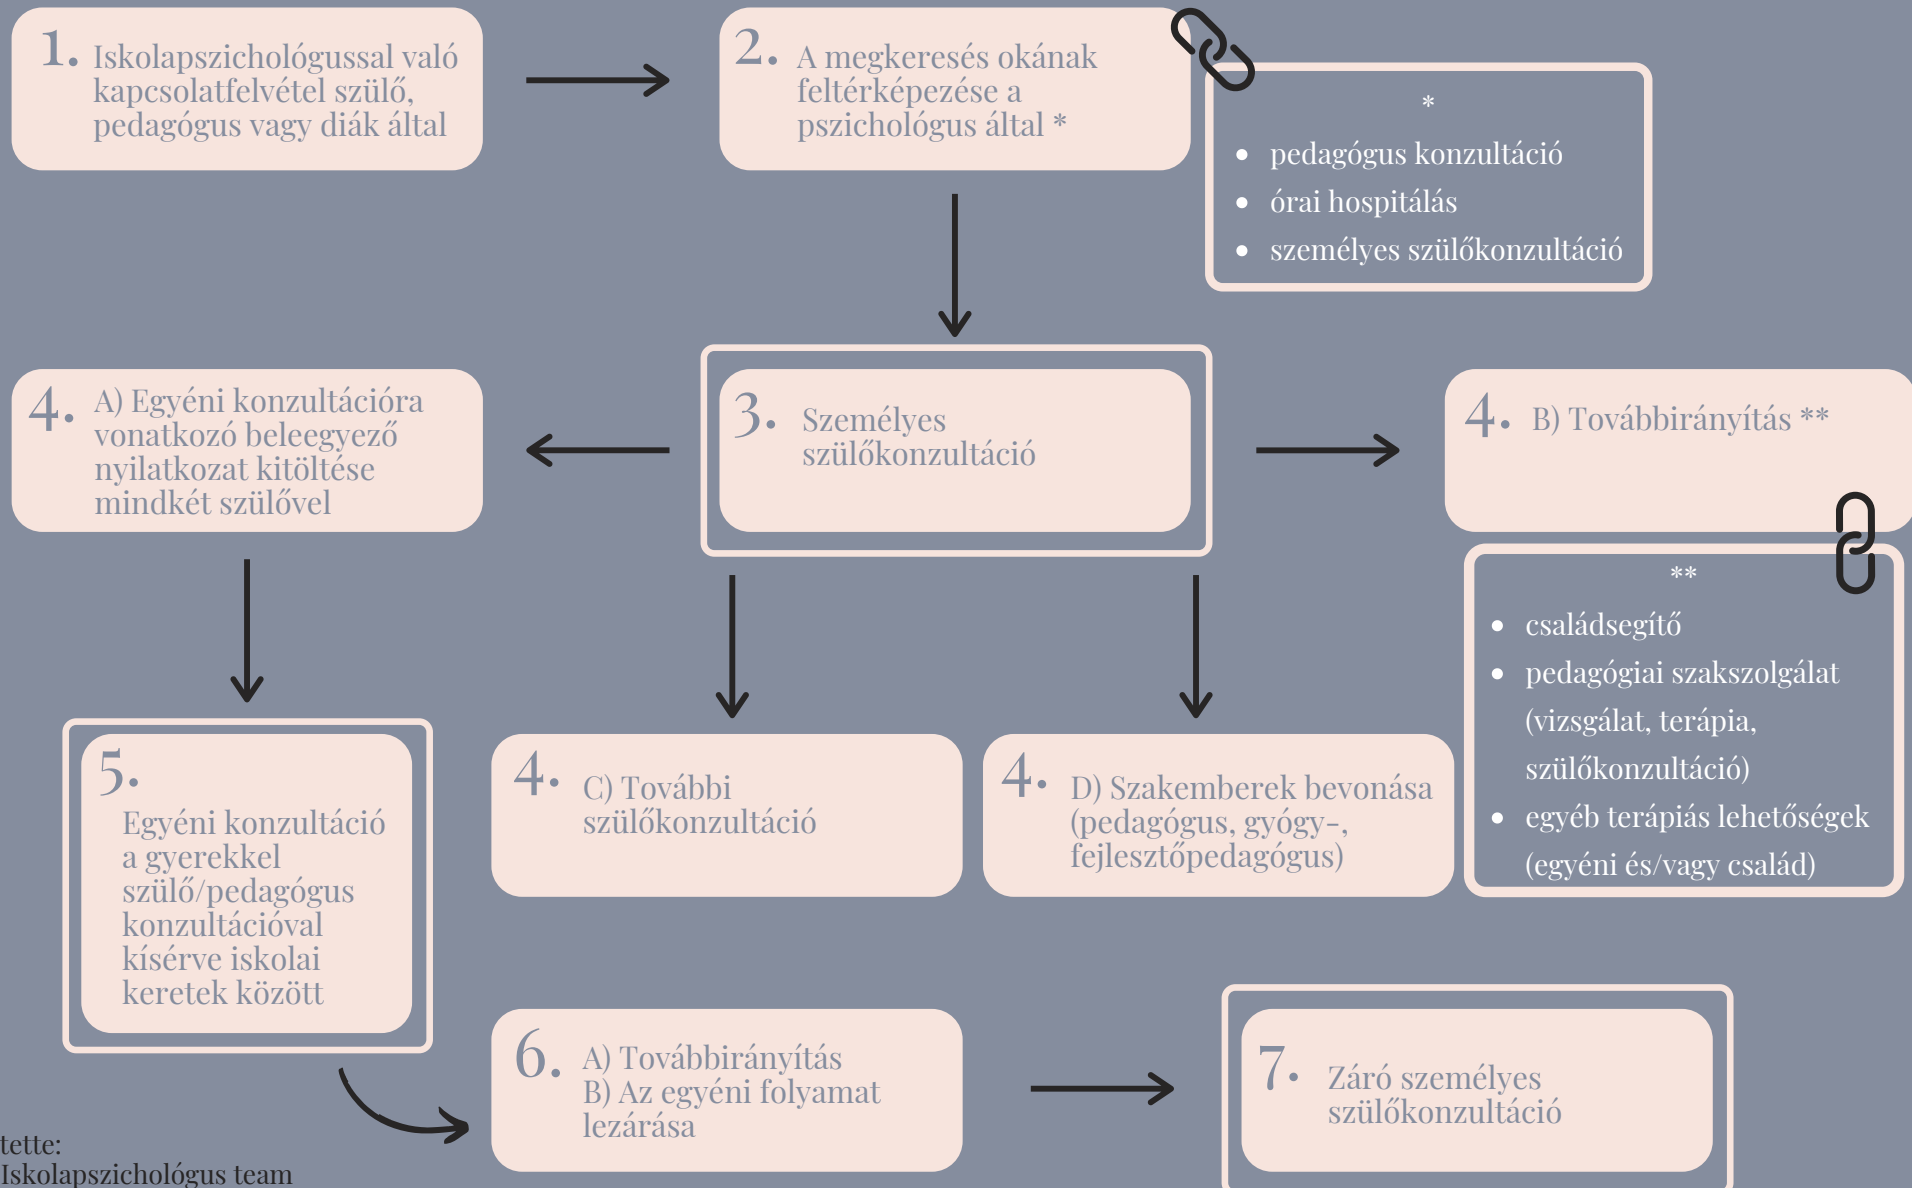 1. Iskolapszichológussal való
kapcsolatfelvétel szülő,
pedagógus vagy diák által
2. A megkeresés okának
feltérképezése a
pszichológus által *
*
• pedagógus konzultáció
• órai hospitálás
• személyes szülőkonzultáció
3. Személyes
szülőkonzultáció
4. A) Egyéni konzultációra
vonatkozó beleegyező
nyilatkozat kitöltése
mindkét szülővel
4. B) Továbbirányítás **
**
• családsegítő
• pedagógiai szakszolgálat
(vizsgálat, terápia,
szülőkonzultáció)
• egyéb terápiás lehetőségek
(egyéni és/vagy család)
4. C) További
szülőkonzultáció
4. D) Szakemberek bevonása
(pedagógus, gyógy-,
fejlesztőpedagógus)
5.
Egyéni konzultáció
a gyerekkel
szülő/pedagógus
konzultációval
kísérve iskolai
keretek között
6. A) Továbbirányítás
B) Az egyéni folyamat
lezárása
7. Záró személyes
szülőkonzultáció
tette:
Iskolapszichológus team